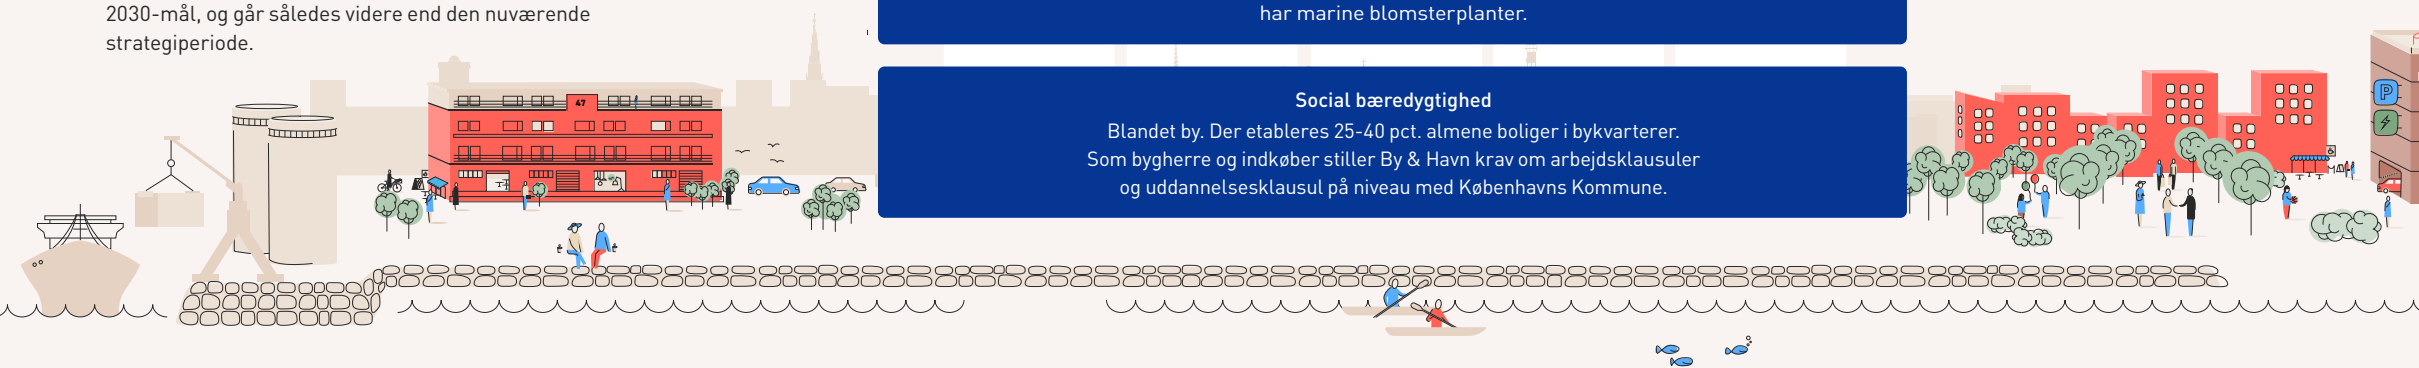 2030-mål, og går således videre end den nuværende
strategiperiode.
har marine blomsterplanter.
Social bæredygtighed
Blandet by. Der etableres 25-40 pct. almene boliger i bykvarterer.
Som bygherre og indkøber stiller By & Havn krav om arbejdsklausuler
og uddannelsesklausul på niveau med Københavns Kommune.
47
P